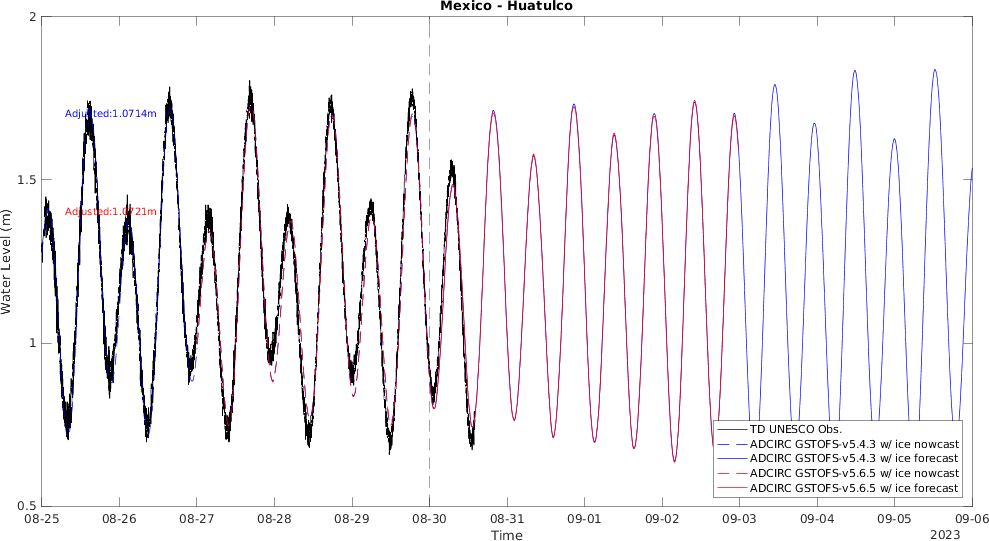 Mexico - Huatulco
2
1.5
1
0.5
Water Level (m)
Adjusted:1.0714m
Adjusted:1.0721m
TD UNESCO Obs.
ADCIRC GSTOFS-v5.4.3 w/ ice nowcast
ADCIRC GSTOFS-v5.4.3 w/ ice forecast
ADCIRC GSTOFS-v5.6.5 w/ ice nowcast
ADCIRC GSTOFS-v5.6.5 w/ ice forecast
08-25 08-26 08-27 08-28 08-29 08-30 08-31 09-01 09-02 09-03 09-04 09-05 09-06
Time
2023